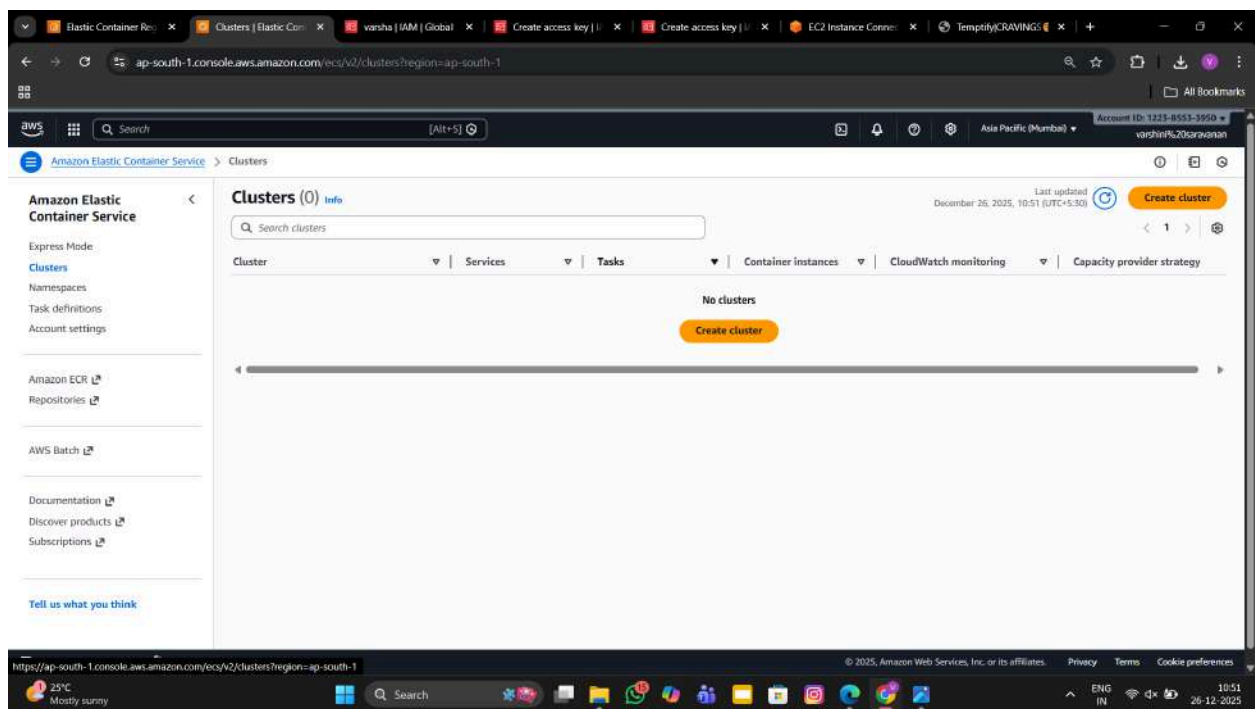 Elastic Container Reg
Clusters | Elastic Con
varsha | IAM | Global
Create access key | I
Create access key | I
EC2 Instance Connec
Temptify|CRAVINGS
ap-south-1.console.aws.amazon.com/ecs/v2/clusters?region=ap-south-1
All Bookmarks
aws
Search
[Alt+S]
Asia Pacific (Mumbai)
Account ID: 1223-8553-3950
varshini%20saravanan
Amazon Elastic Container Service > Clusters
Amazon Elastic
Container Service
Express Mode
Clusters
Namespaces
Task definitions
Account settings
Amazon ECR
Repositories
AWS Batch
Documentation
Discover products
Subscriptions
Tell us what you think
Clusters (0) Info
Last updated
December 26, 2025, 10:51 (UTC+5:30)
Create cluster
Search clusters
1
Cluster Services Tasks Container instances CloudWatch monitoring Capacity provider strategy
No clusters
Create cluster
https://ap-south-1.console.aws.amazon.com/ecs/v2/clusters?region=ap-south-1
© 2025, Amazon Web Services, Inc. or its affiliates. Privacy Terms Cookie preferences
25°C
Mostly sunny
Search
ENG
IN
10:51
26-12-2025